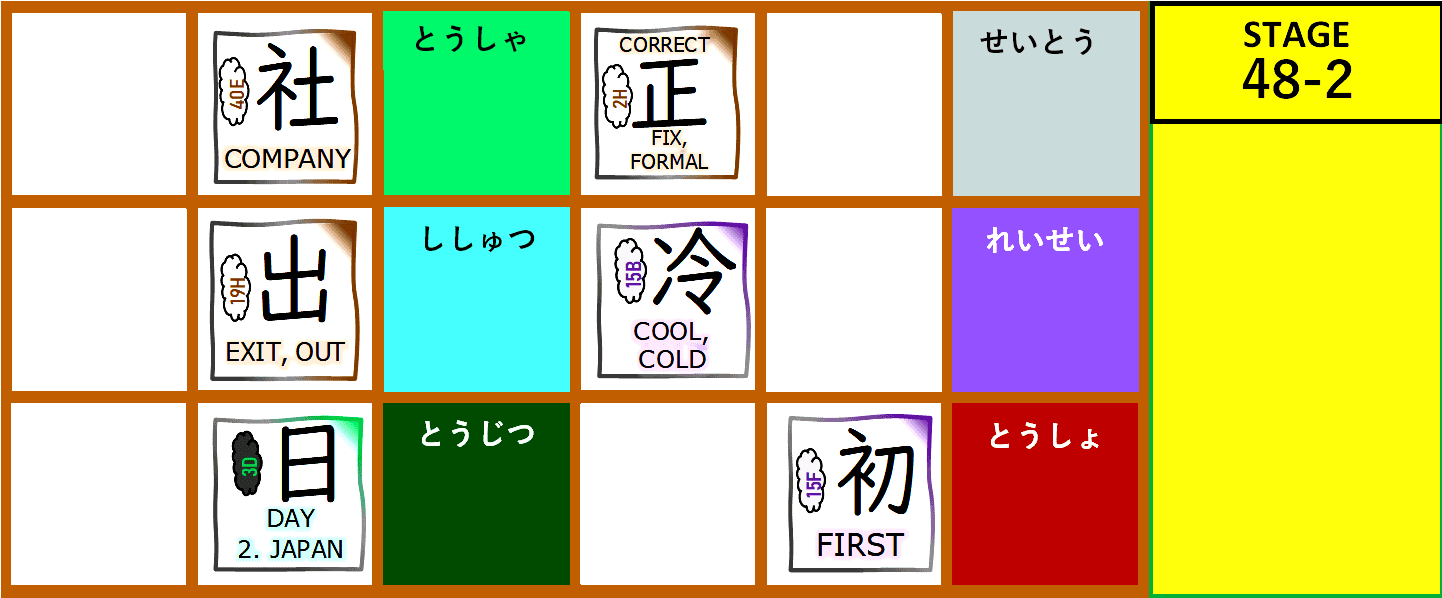 40E
社
COMPANY
とうしゃ
CORRECT
2H
正
FIX,
FORMAL
せいとう
STAGE
48-2
19H
出
EXIT, OUT
ししゅつ
15B
冷
COOL,
COLD
れいせい
3D
日
DAY
2. JAPAN
とうじつ
15F
初
FIRST
とうしょ